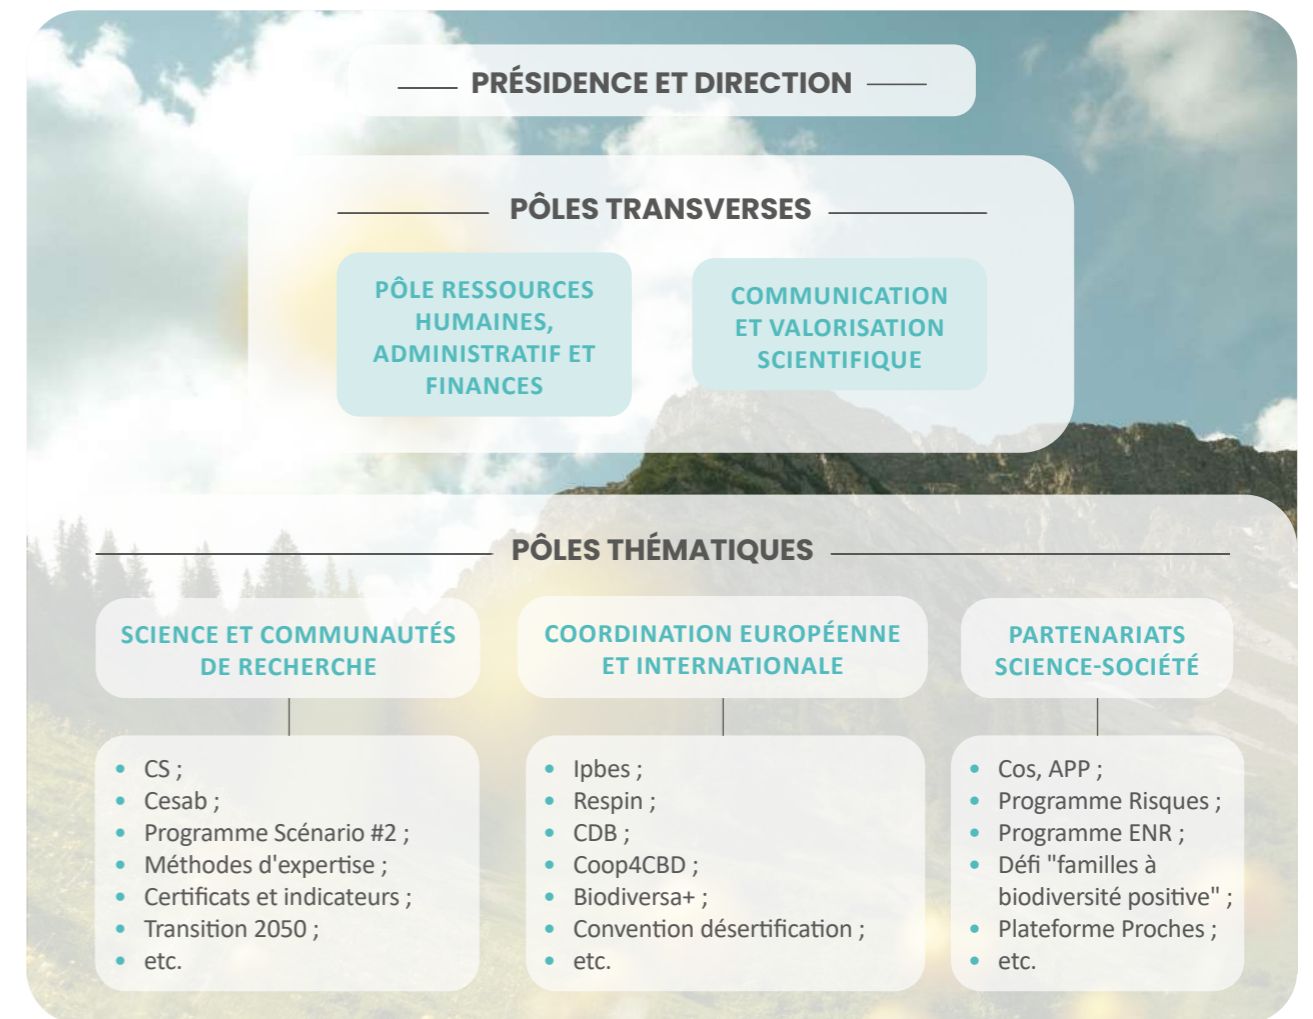 PRÉSIDENCE ET DIRECTION
PÔLES TRANSVERSES
PÔLE RESSOURCES
HUMAINES,
ADMINISTRATIF ET
FINANCES
COMMUNICATION
ET VALORISATION
SCIENTIFIQUE
PÔLES THÉMATIQUES
SCIENCE ET COMMUNAUTÉS
DE RECHERCHE
• CS ;
• Cesab ;
• Programme Scénario #2 ;
• Méthodes d'expertise ;
• Certificats et indicateurs ;
• Transition 2050 ;
• etc.
COORDINATION EUROPÉENNE
ET INTERNATIONALE
• Ipbes ;
• Respin ;
• CDB ;
• Coop4CBD ;
• Biodiversa+ ;
• Convention désertification ;
• etc.
PARTENARIATS
SCIENCE-SOCIÉTÉ
• Cos, APP ;
• Programme Risques ;
• Programme ENR ;
• Défi "familles à
biodiversité positive" ;
• Plateforme Proches ;
• etc.